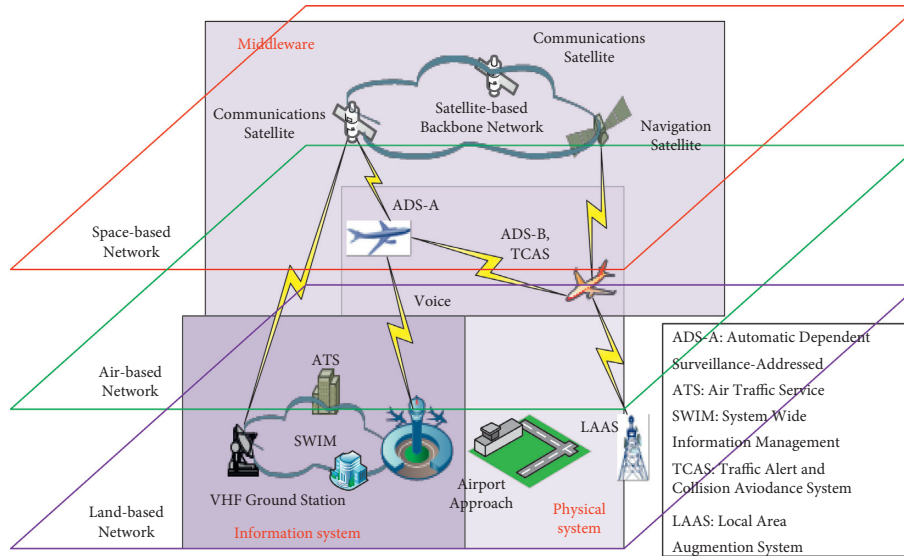 Middleware
Communications
Satellite
Communications
Satellite
Satellite-based
Backbone Network
Navigation
Satellite
ADS-A
Space-based
Network
ADS-B,
TCAS
Voice
Air-based
Network
ATS
SWIM
LAAS
VHF Ground Station
Airport
Approach
Land-based
Network
Information system
Physical
system
ADS-A: Automatic Dependent
Surveillance-Addressed
ATS: Air Traffic Service
SWIM: System Wide
Information Management
TCAS: Traffic Alert and
Collision Aviodance System
LAAS: Local Area
Augmention System